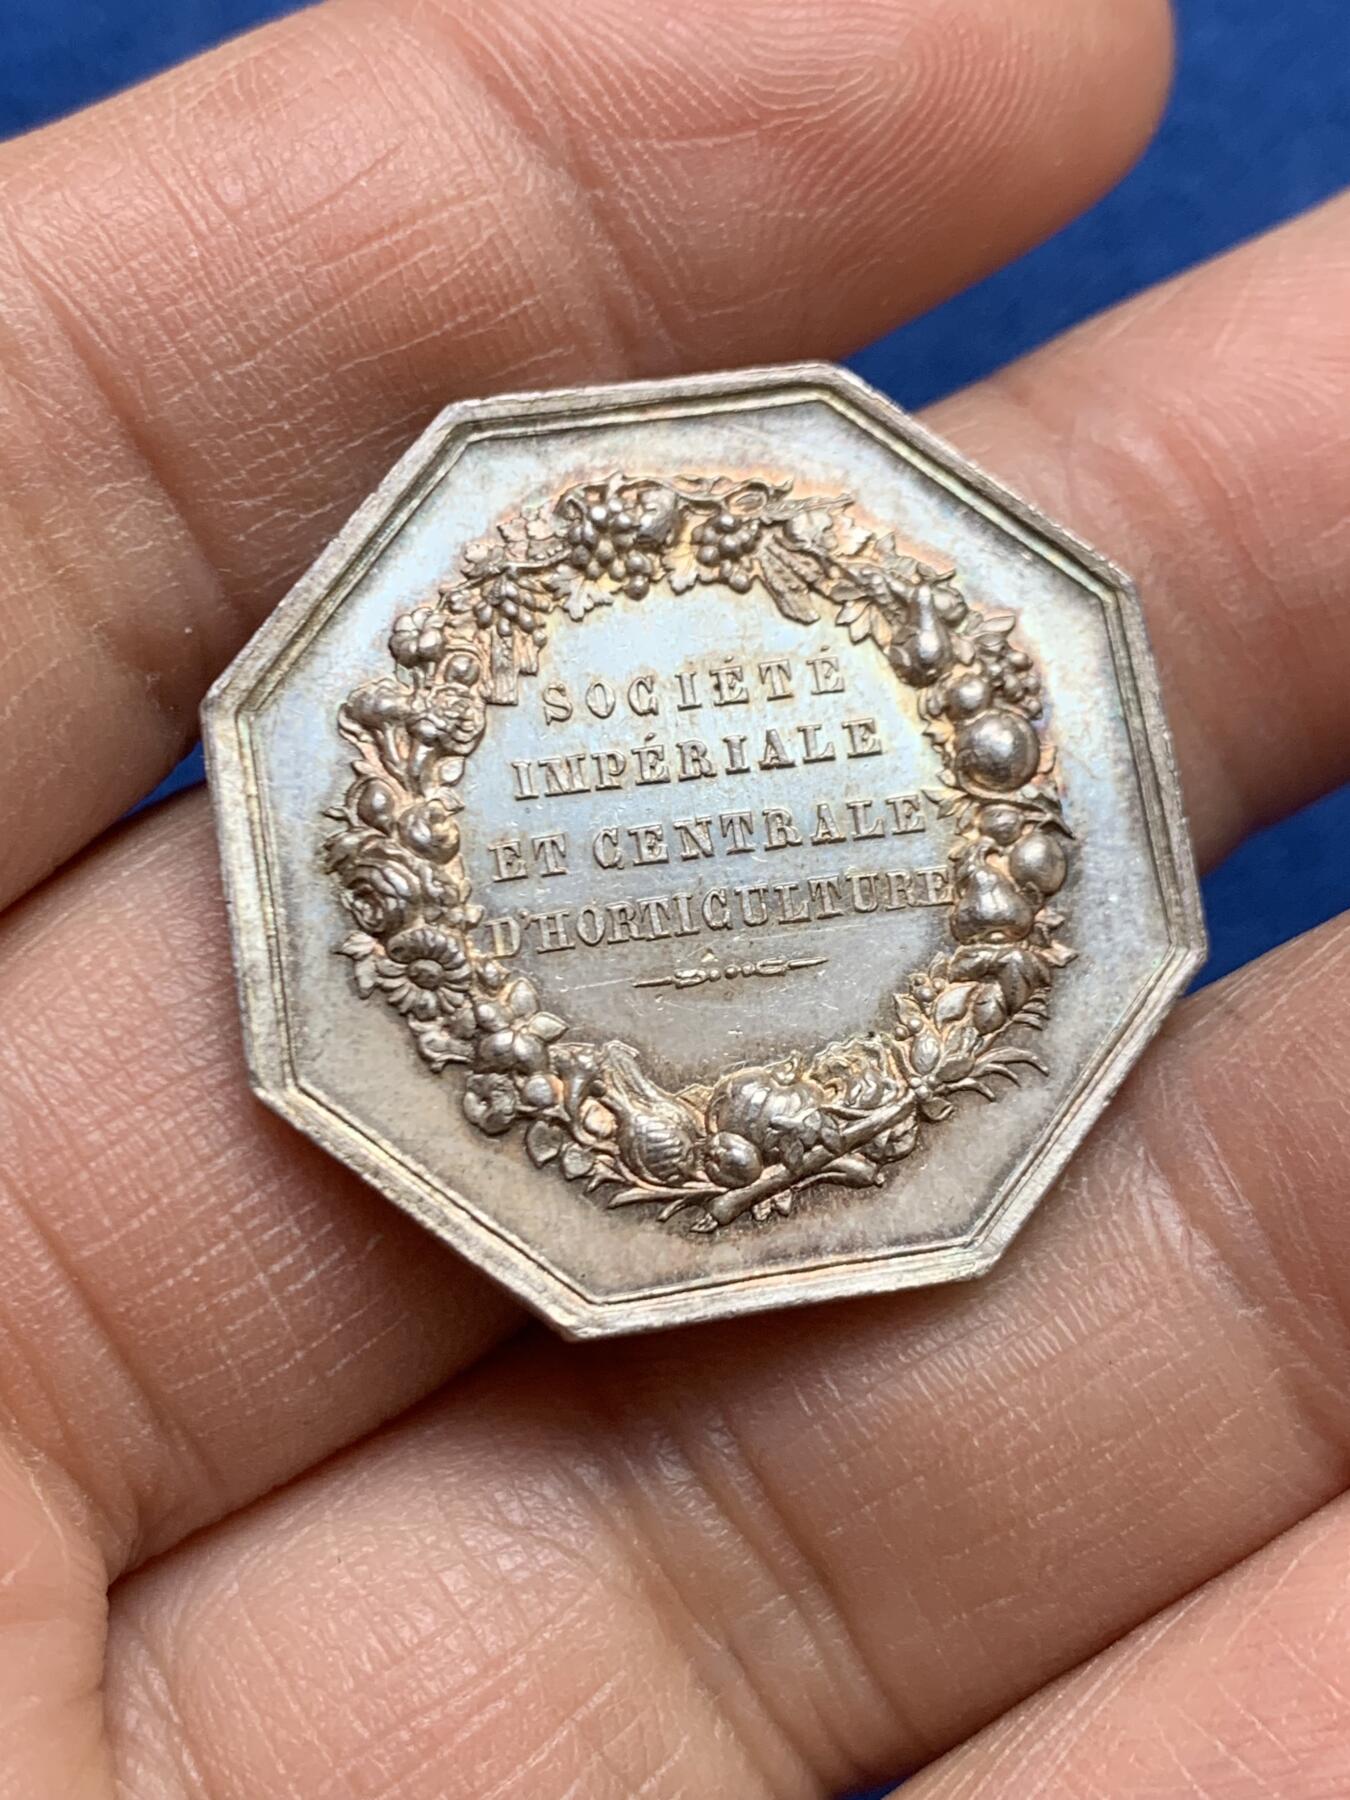 SOCIÉTÉ
IMPÉRIALE
ET CENTRALE
D'HORTICULTURE